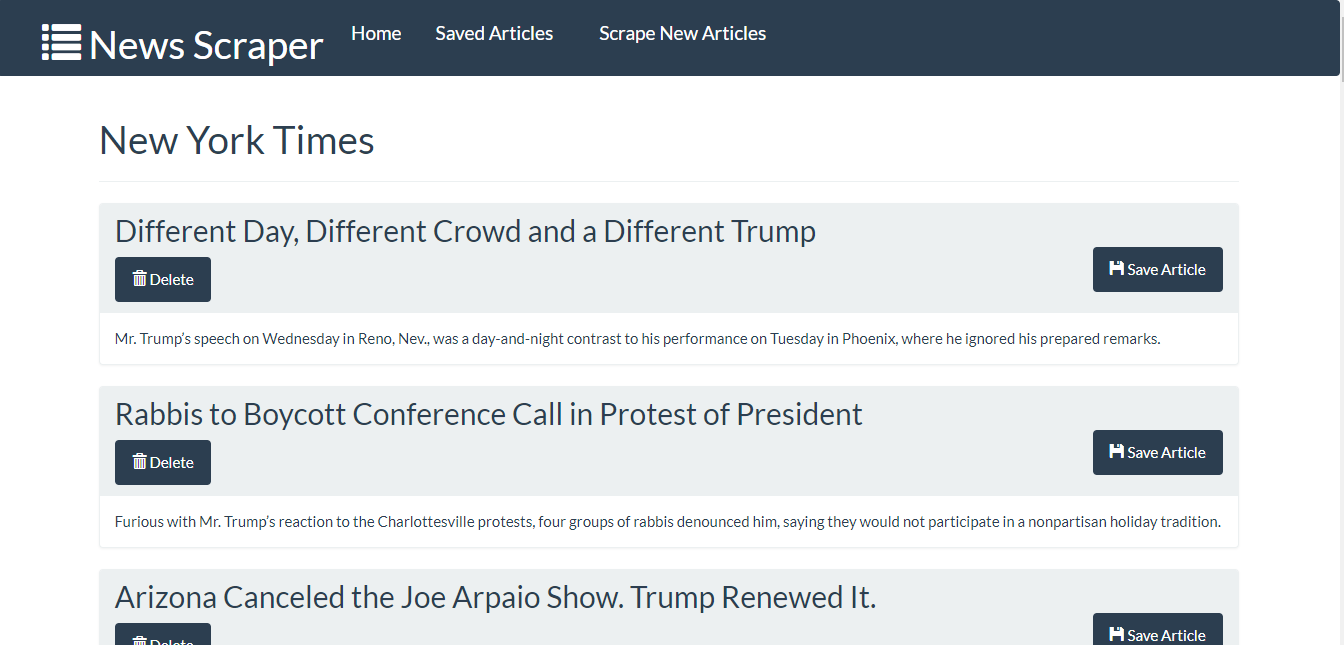 News Scraper Home Saved Articles Scrape New Articles
New York Times
Different Day, Different Crowd and a Different Trump
Delete
Save Article
Mr. Trump's speech on Wednesday in Reno, Nev., was a day-and-night contrast to his performance on Tuesday in Phoenix, where he ignored his prepared remarks.
Rabbis to Boycott Conference Call in Protest of President
Delete
Save Article
Furious with Mr. Trump's reaction to the Charlottesville protests, four groups of rabbis denounced him, saying they would not participate in a nonpartisan holiday tradition.
Arizona Canceled the Joe Arpaio Show. Trump Renewed It.
Delete
Save Article